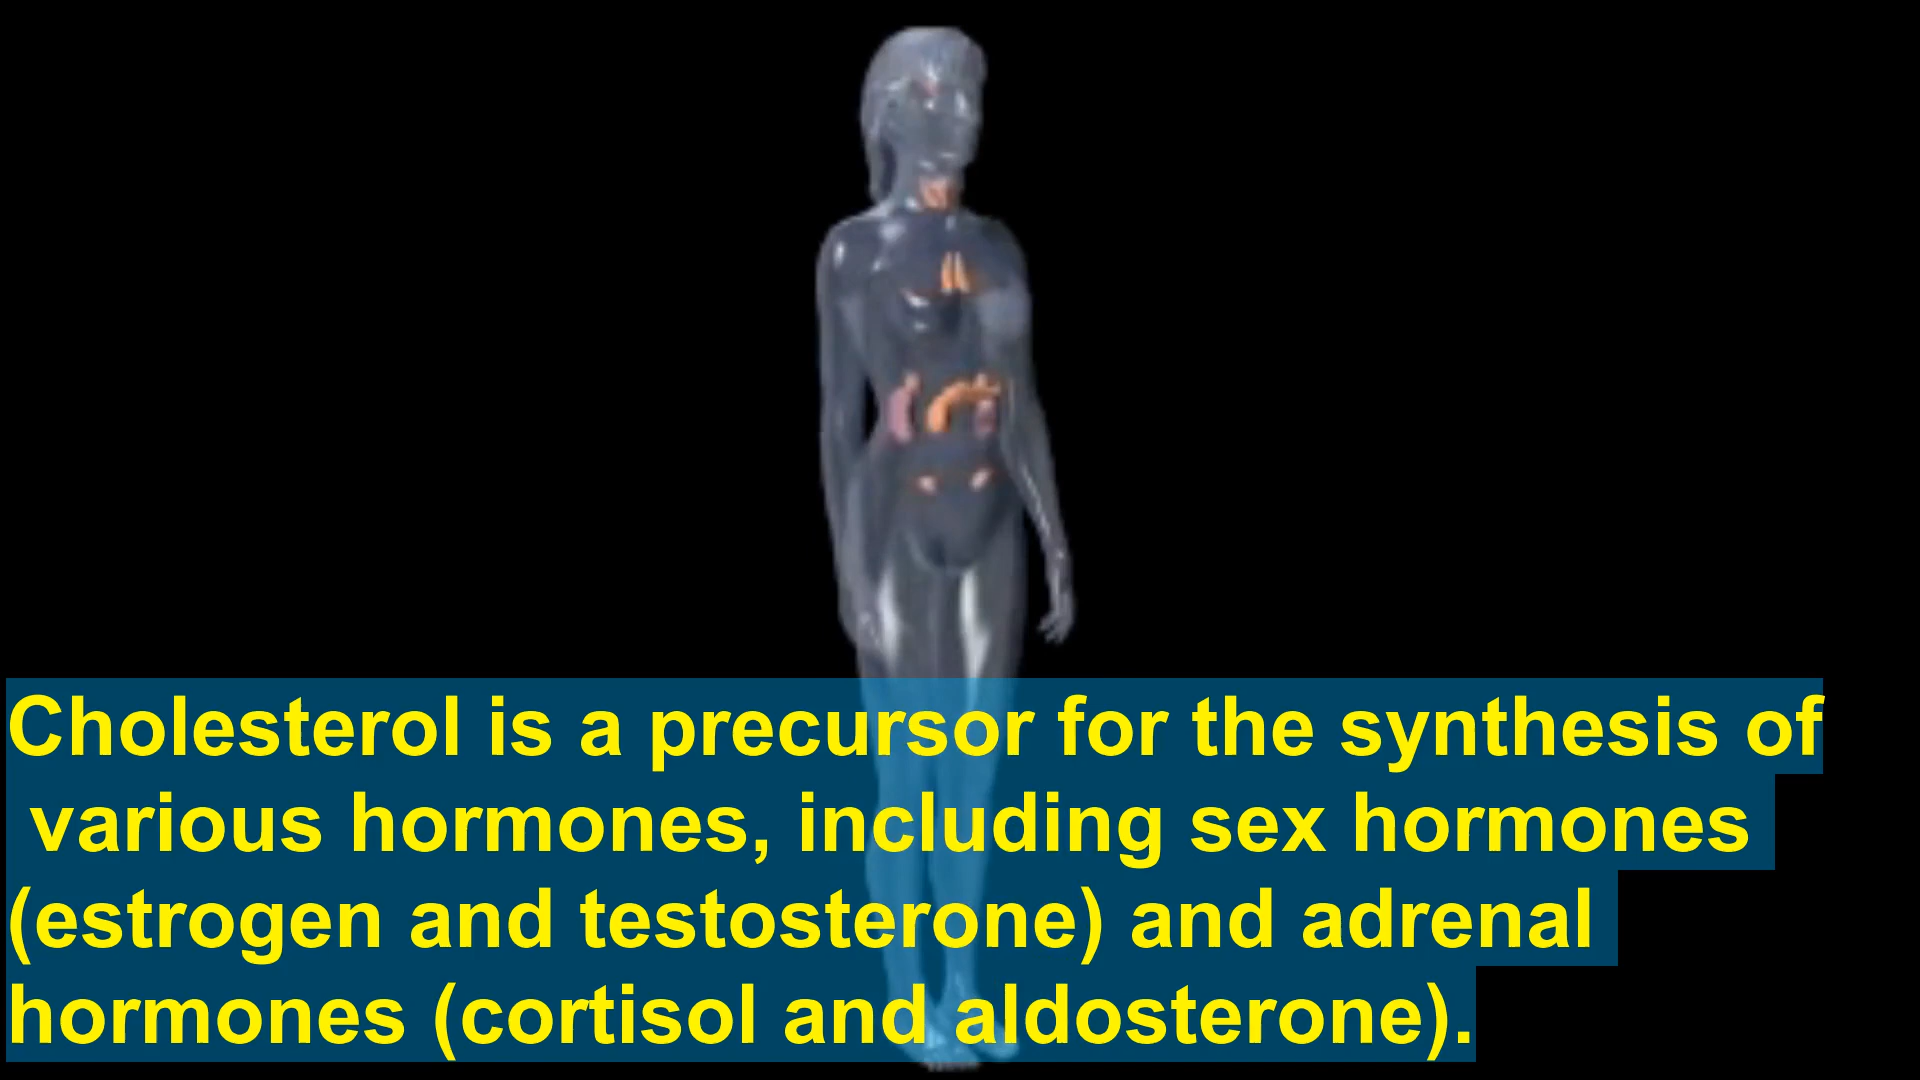 Cholesterol is a precursor for the synthesis of
various hormones, including sex hormones
(estrogen and testosterone) and adrenal
hormones (cortisol and aldosterone).